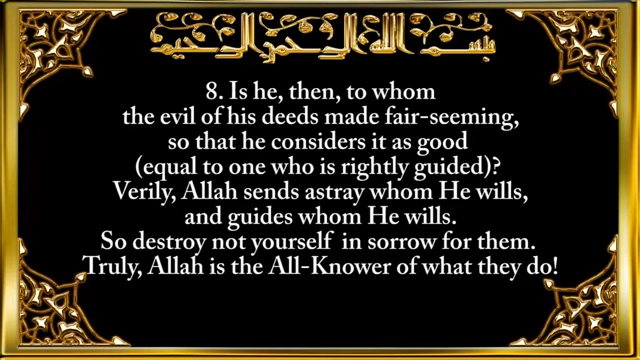 بسم الله الرحمن الرحيم
8. Is he, then, to whom
the evil of his deeds made fair-seeming,
so that he considers it as good
(equal to one who is rightly guided)?
Verily, Allah sends astray whom He wills,
and guides whom He wills.
So destroy not yourself in sorrow for them.
Truly, Allah is the All-Knower of what they do!